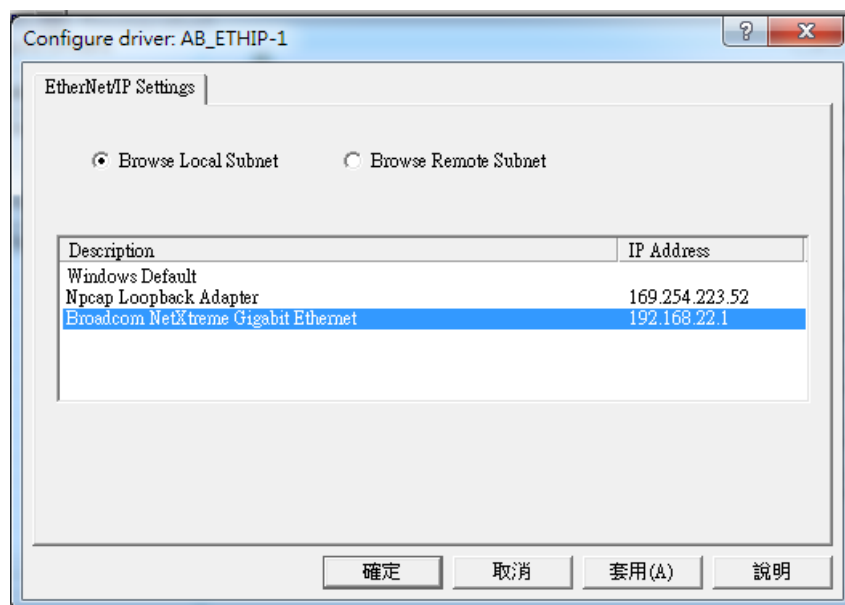 Configure driver: AB_ETHIP-1
EtherNet/IP Settings
Browse Local Subnet Browse Remote Subnet
Description IP Address
Windows Default
Npcap Loopback Adapter 169.254.223.52
Broadcom NetXtreme Gigabit Ethernet 192.168.22.1
確定 取消 套用(A) 說明